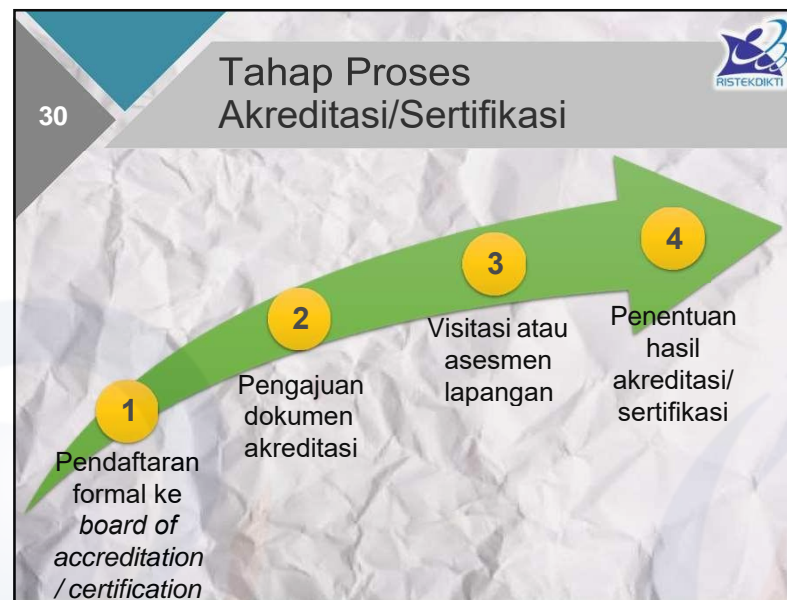 30
Tahap Proses
Akreditasi/Sertifikasi
RISTEKDIKTI
1
Pendaftaran
formal ke
board of
accreditation
/ certification
2
Pengajuan
dokumen
akreditasi
3
Visitasi atau
asesmen
lapangan
4
Penentuan
hasil
akreditasi/
sertifikasi